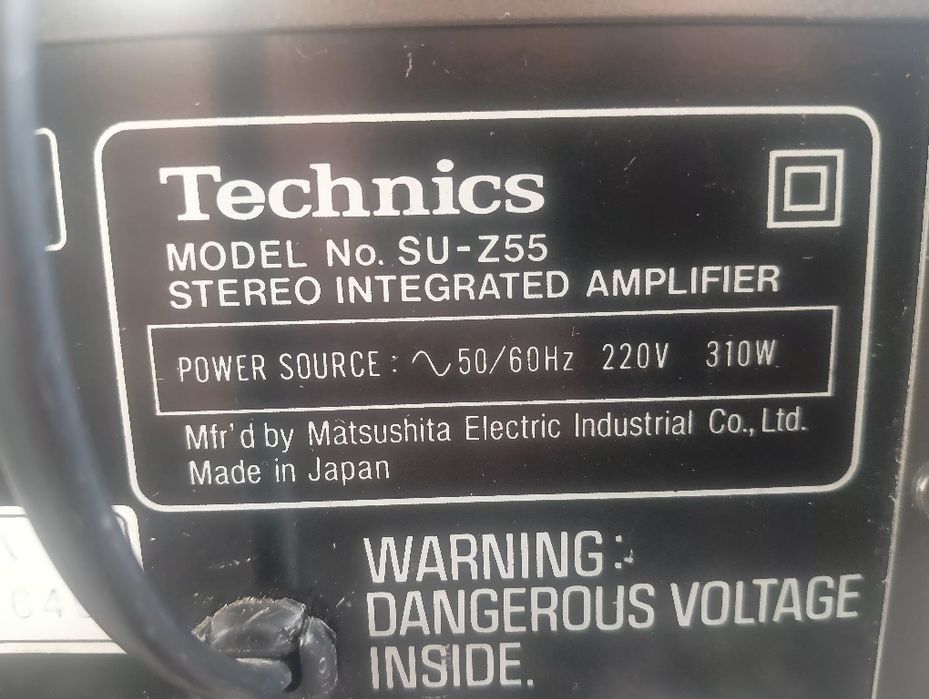 Technics
MODEL No. SU-Z55
STEREO INTEGRATED AMPLIFIER
POWER SOURCE : ∿50/60Hz 220V 310W
Mfr'd by Matsushita Electric Industrial Co., Ltd.
Made in Japan
WARNING:
DANGEROUS VOLTAGE
INSIDE.